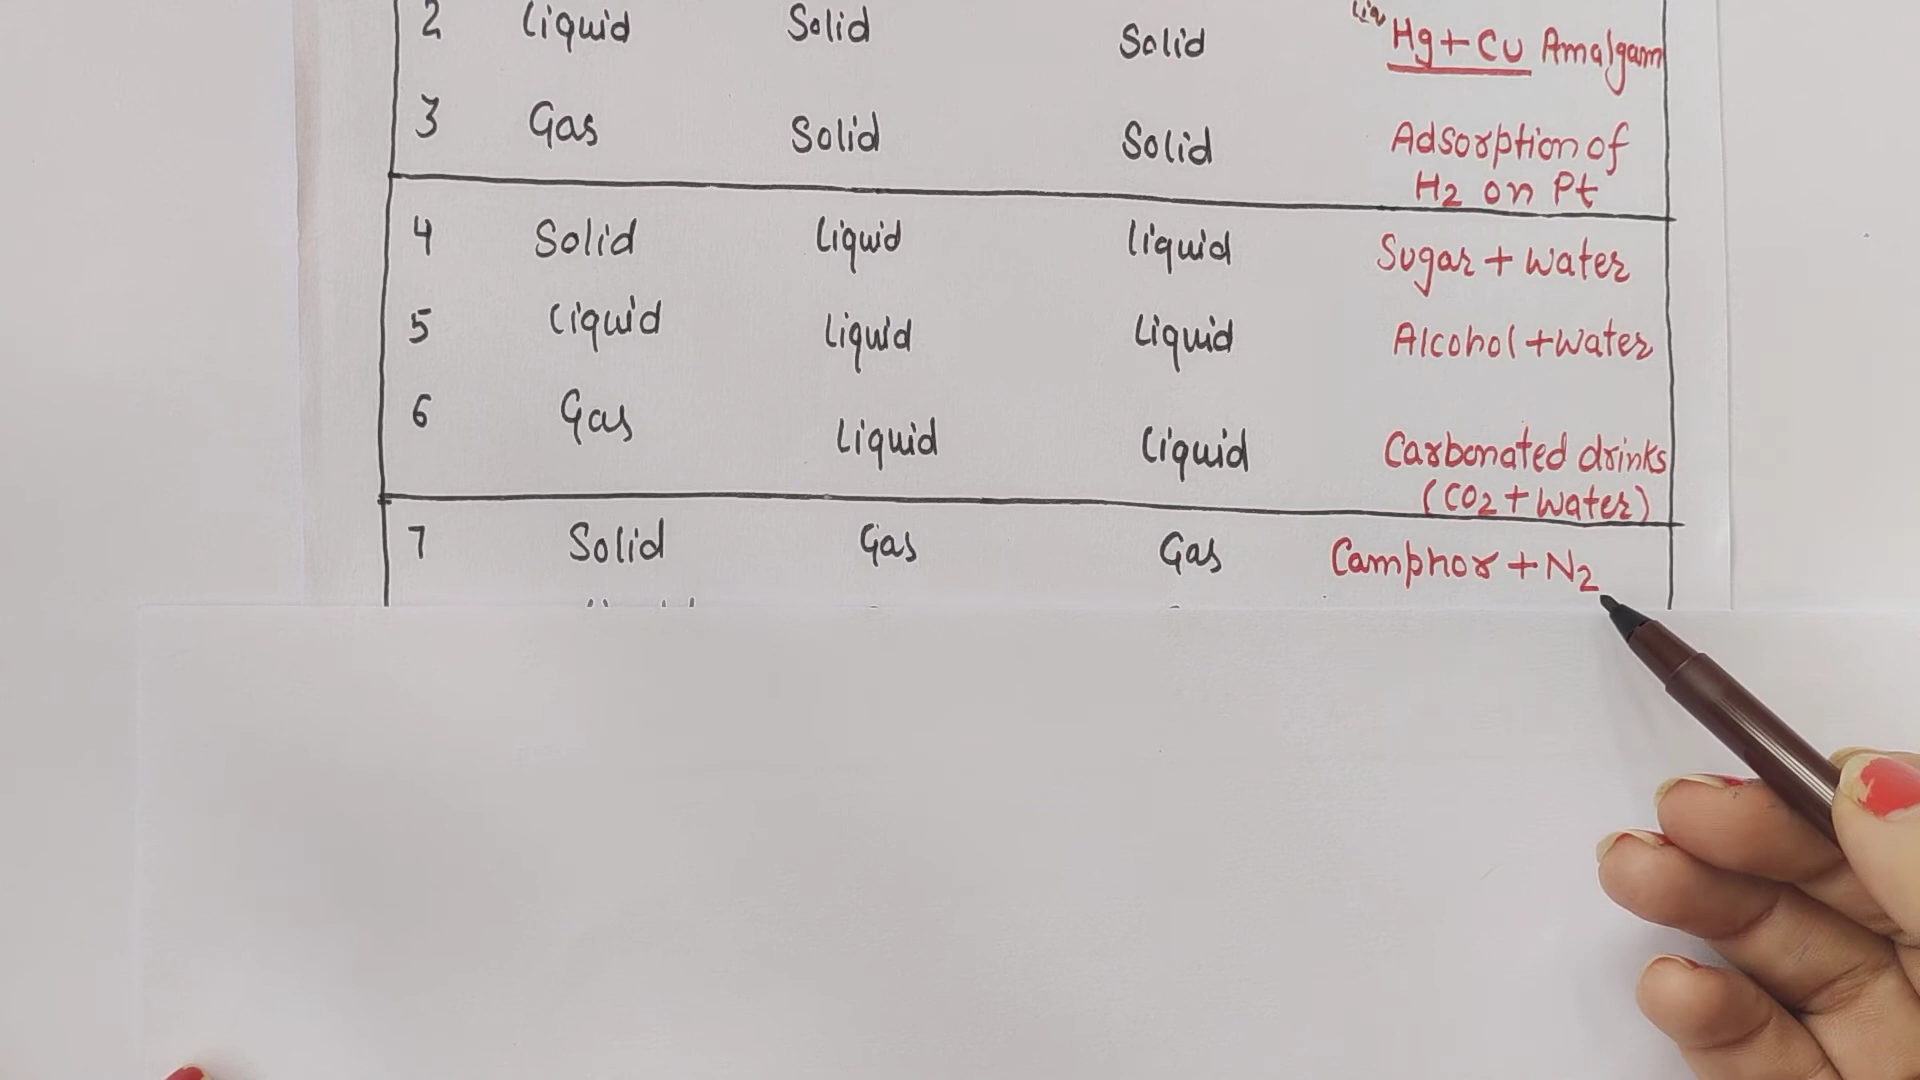 2 Liquid Solid Solid Hg + Cu Amalgam
3 Gas Solid Solid Adsorption of
H2 on Pt
4 Solid liquid liquid Sugar + Water
5 liquid liquid Liquid Alcohol + Water
6 Gas Liquid Liquid Carbonated drinks
(CO2 + Water)
7 Solid Gas Gas Camphor + N2